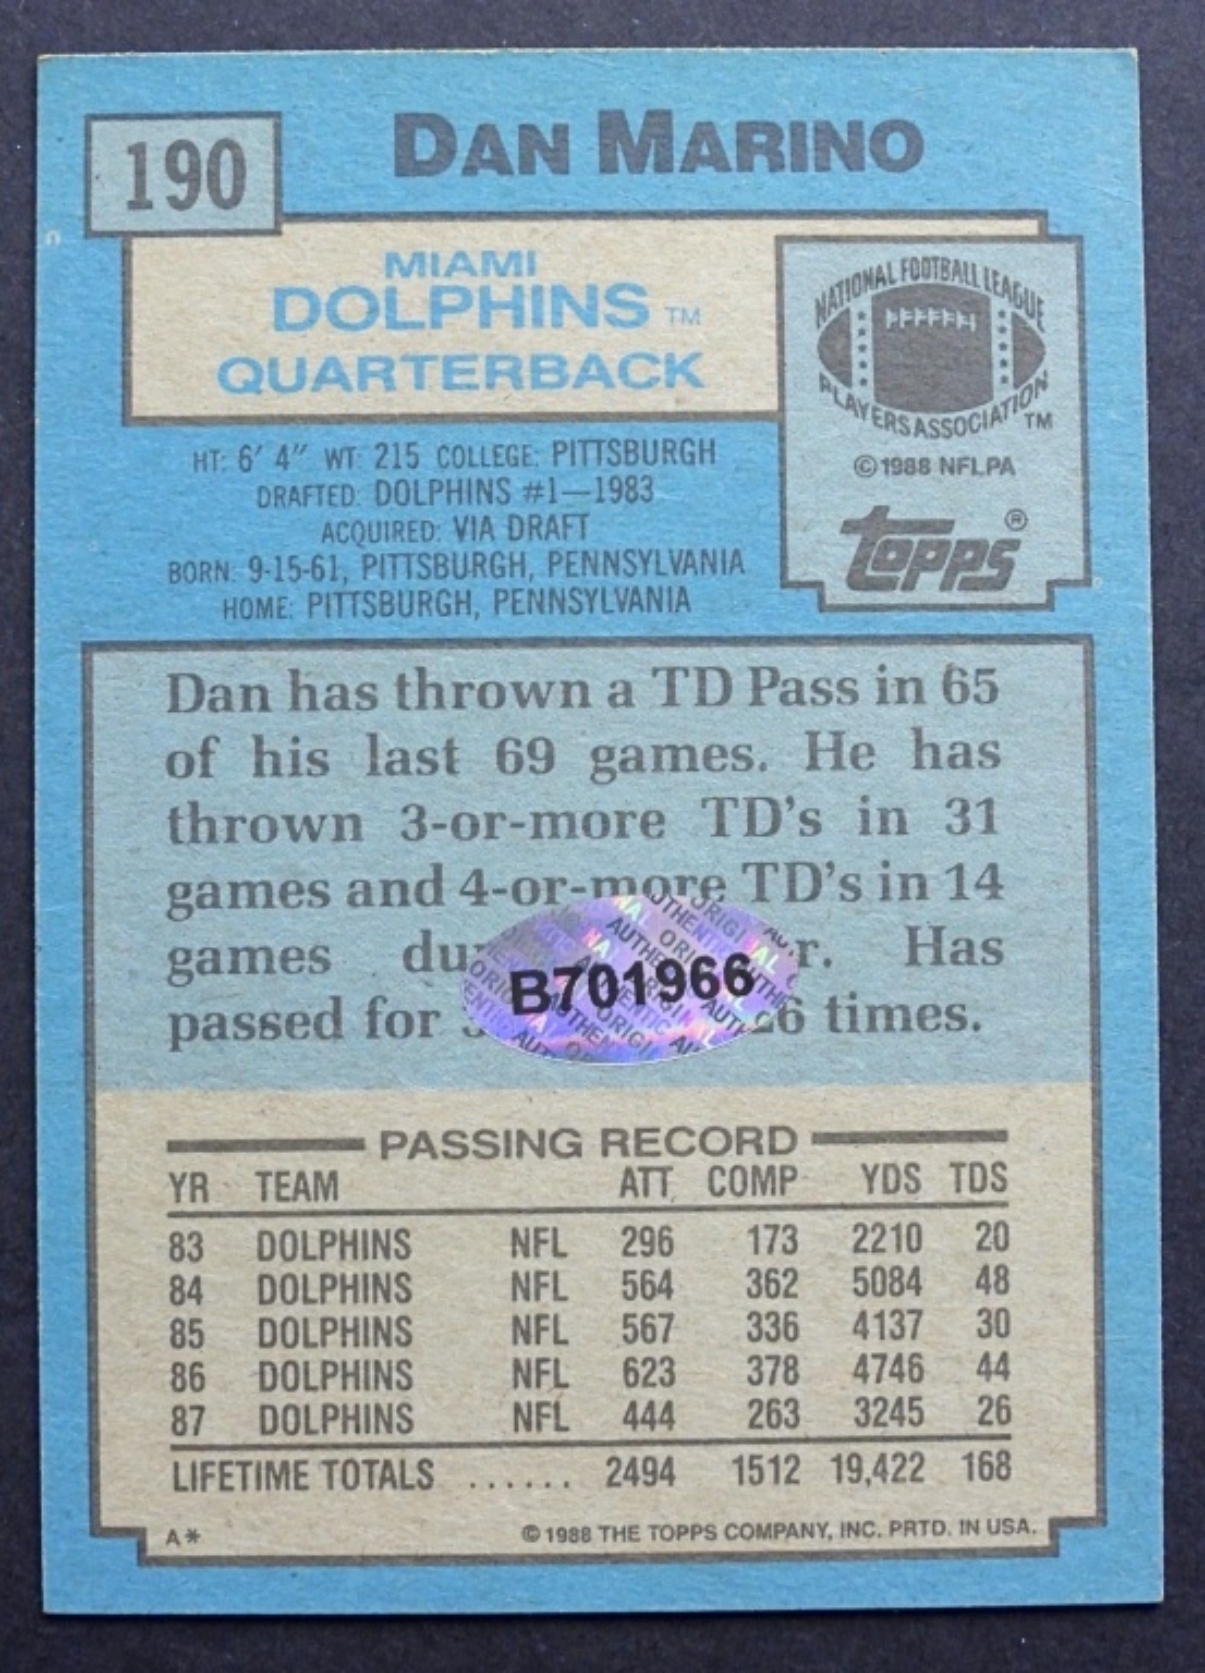 190
DAN MARINO
MIAMI
DOLPHINS TM
QUARTERBACK
NATIONAL FOOTBALL LEAGUE
PLAYERS ASSOCIATION TM
©1988 NFLPA
topps®
HT: 6' 4" WT: 215 COLLEGE: PITTSBURGH
DRAFTED: DOLPHINS #1—1983
ACQUIRED: VIA DRAFT
BORN: 9-15-61, PITTSBURGH, PENNSYLVANIA
HOME: PITTSBURGH, PENNSYLVANIA
Dan has thrown a TD Pass in 65
of his last 69 games. He has
thrown 3-or-more TD's in 31
games and 4-or-more TD's in 14
games Has
passed for times.
B701966
PASSING RECORD
YR TEAM ATT. COMP. YDS TDS
83 DOLPHINS NFL 296 173 2210 20
84 DOLPHINS NFL 564 362 5084 48
85 DOLPHINS NFL 567 336 4137 30
86 DOLPHINS NFL 623 378 4746 44
87 DOLPHINS NFL 444 263 3245 26
LIFETIME TOTALS ...... 2494 1512 19,422 168
A* © 1988 THE TOPPS COMPANY, INC. PRTD. IN USA.